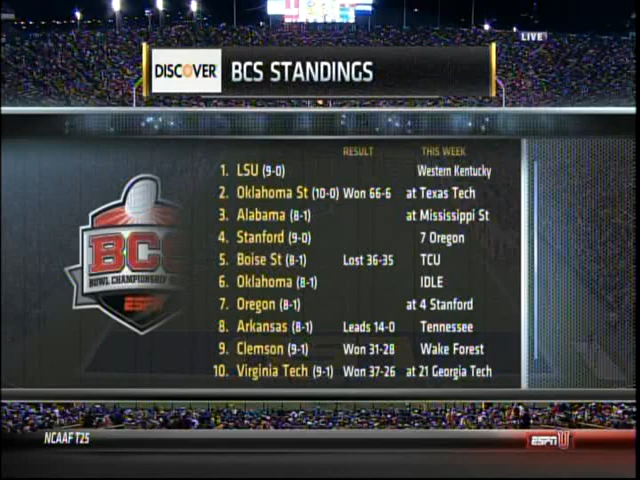 LIVE
DISCOVER BCS STANDINGS
RESULT THIS WEEK
1. LSU (9-0) Western Kentucky
2. Oklahoma St (10-0) Won 66-6 at Texas Tech
3. Alabama (8-1) at Mississippi St
4. Stanford (9-0) 7 Oregon
5. Boise St (8-1) Lost 36-35 TCU
6. Oklahoma (8-1) IDLE
7. Oregon (8-1) at 4 Stanford
8. Arkansas (8-1) Leads 14-0 Tennessee
9. Clemson (9-1) Won 31-28 Wake Forest
10. Virginia Tech (9-1) Won 37-26 at 21 Georgia Tech
BCS
BOWL CHAMPIONSHIP
ESPN
NCAAF T25
ESPNU